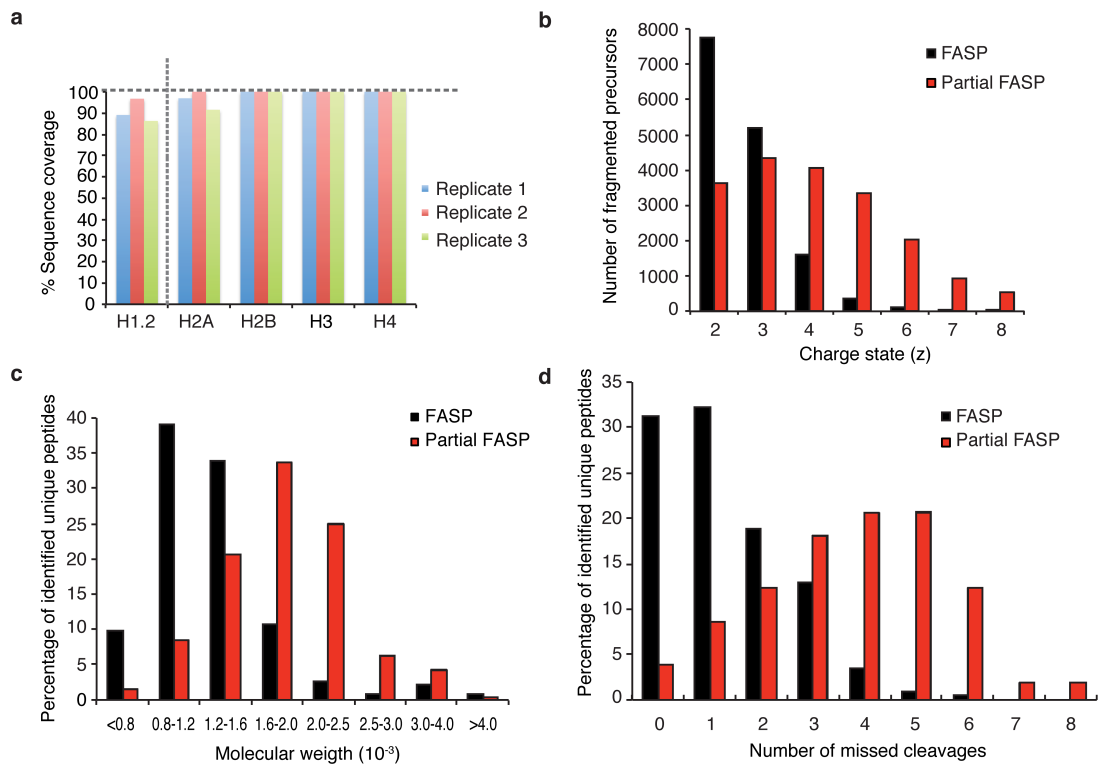 a
% Sequence coverage
100
90
80
70
60
50
40
30
20
10
0
H1.2 H2A H2B H3 H4
Replicate 1
Replicate 2
Replicate 3
b
Number of fragmented precursors
8000
7000
6000
5000
4000
3000
2000
1000
0
2 3 4 5 6 7 8
Charge state (z)
FASP
Partial FASP
c
Percentage of identified unique peptides
40
35
30
25
20
15
10
5
0
<0.8 0.8-1.2 1.2-1.6 1.6-2.0 2.0-2.5 2.5-3.0 3.0-4.0 >4.0
Molecular weigth (10-3)
FASP
Partial FASP
d
Percentage of identified unique peptides
35
30
25
20
15
10
5
0
0 1 2 3 4 5 6 7 8
Number of missed cleavages
FASP
Partial FASP